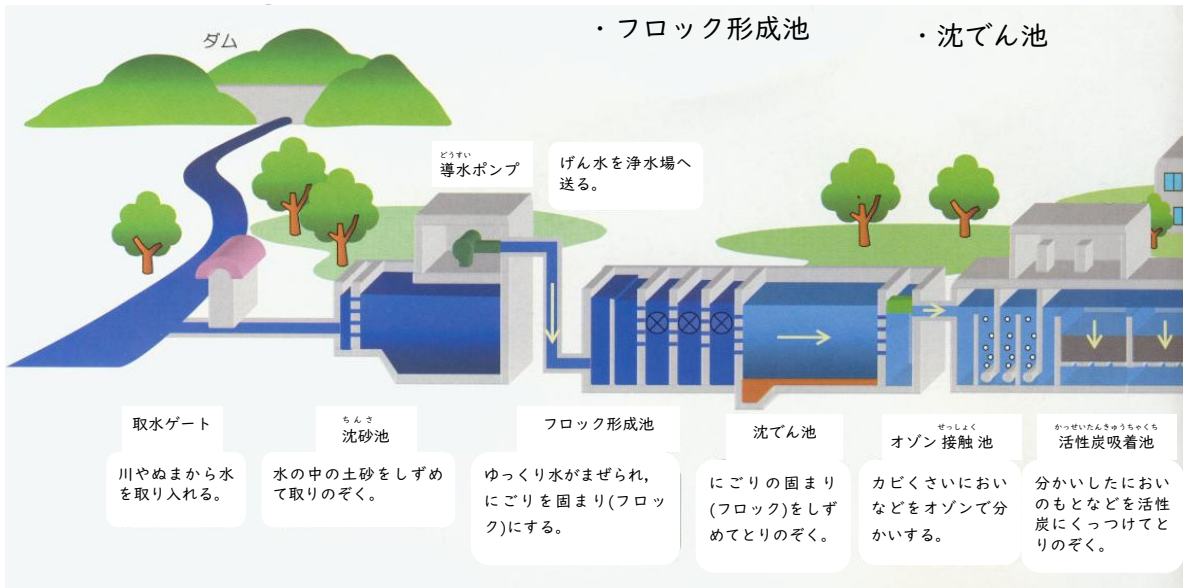 ・フロック形成池
・沈でん池
ダム
どうすい
導水ポンプ
げん水を浄水場へ
送る。
取水ゲート
川やぬまから水
を取り入れる。
ちんさ
沈砂池
水の中の土砂をしずめ
て取りのぞく。
フロック形成池
ゆっくり水がまぜられ,
にごりを固まり(フロッ
ク)にする。
沈でん池
にごりの固まり
(フロック)をしず
めてとりのぞく。
せっしょく
オゾン接触池
カビくさいにおい
などをオゾンで分
かいする。
かっせいたんきゅうちゃくち
活性炭吸着池
分かいしたにおい
のもとなどを活性
炭にくっつけてと
りのぞく。